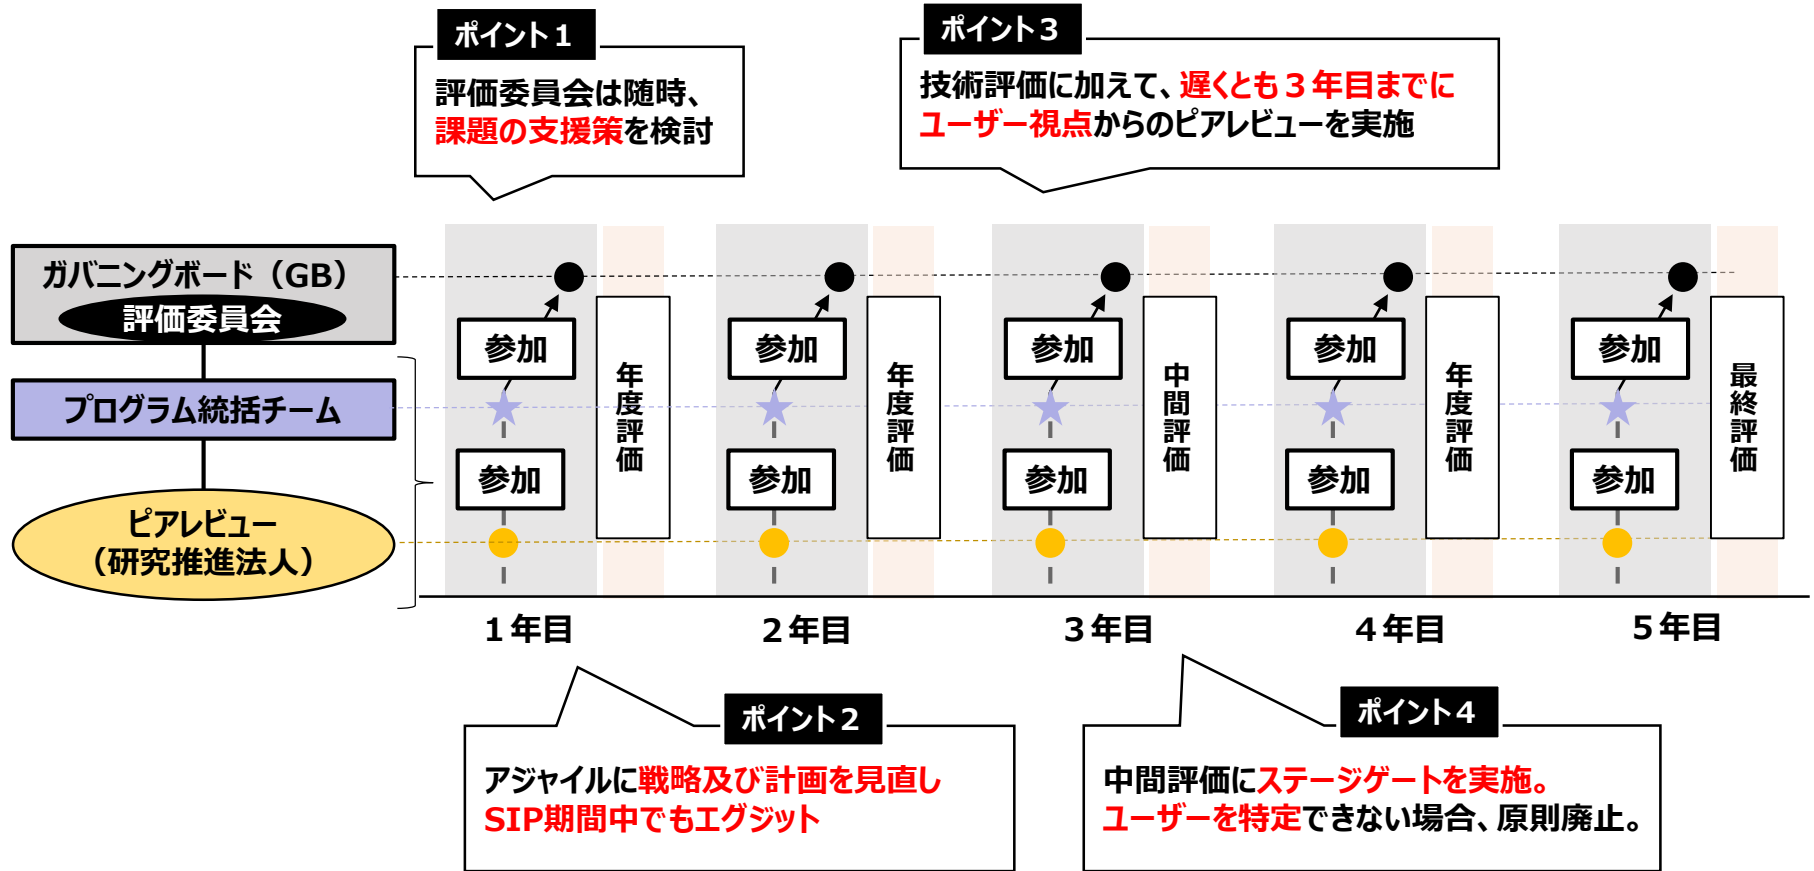 ポイント１
評価委員会は随時、
課題の支援策を検討
ポイント３
技術評価に加えて、遅くとも３年目までに
ユーザー視点からのピアレビューを実施
ガバニングボード（GB）
評価委員会
プログラム統括チーム
ピアレビュー
（研究推進法人）
参加
参加
年度評価
１年目
参加
参加
年度評価
２年目
参加
参加
中間評価
３年目
参加
参加
年度評価
４年目
参加
参加
最終評価
５年目
ポイント２
アジャイルに戦略及び計画を見直し
SIP期間中でもエグジット
ポイント４
中間評価にステージゲートを実施。
ユーザーを特定できない場合、原則廃止。